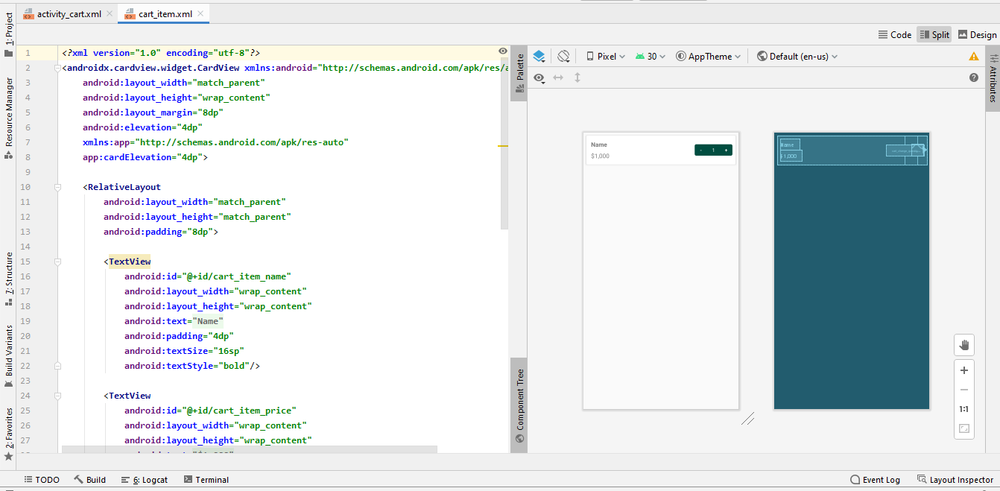 activity_cart.xml
cart_item.xml
Code
Split
Design
1: Project
Resource Manager
7: Structure
Build Variants
2: Favorites
1 <?xml version="1.0" encoding="utf-8"?>
2 <androidx.cardview.widget.CardView xmlns:android="http://schemas.android.com/apk/res/a
3 android:layout_width="match_parent"
4 android:layout_height="wrap_content"
5 android:layout_margin="8dp"
6 android:elevation="4dp"
7 xmlns:app="http://schemas.android.com/apk/res-auto"
8 app:cardElevation="4dp">
9
10 <RelativeLayout
11 android:layout_width="match_parent"
12 android:layout_height="match_parent"
13 android:padding="8dp">
14
15 <TextView
16 android:id="@+id/cart_item_name"
17 android:layout_width="wrap_content"
18 android:layout_height="wrap_content"
19 android:text="Name"
20 android:padding="4dp"
21 android:textSize="16sp"
22 android:textStyle="bold"/>
23
24 <TextView
25 android:id="@+id/cart_item_price"
26 android:layout_width="wrap_content"
27 android:layout_height="wrap_content"
Palette
Component Tree
Pixel
30
AppTheme
Default (en-us)
Attributes
Name
$1,000
- 1 +
Name
$1,000
1:1
TODO
Build
6: Logcat
Terminal
Event Log
Layout Inspector